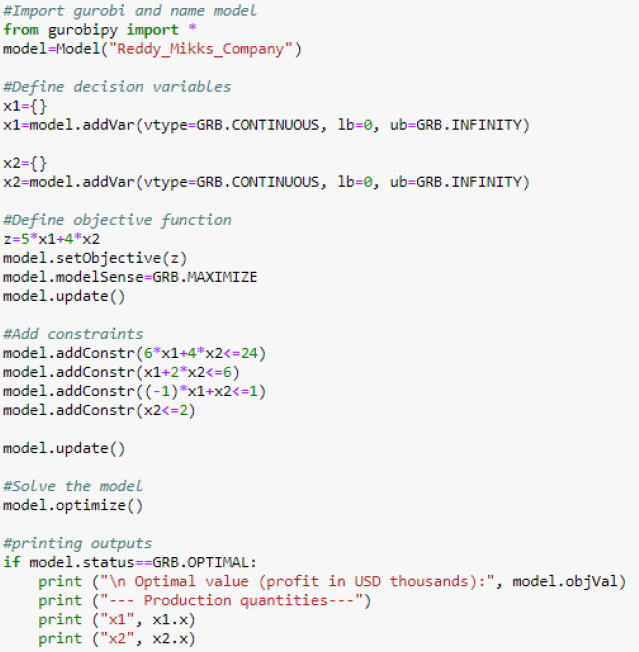 #Import gurobi and name model
from gurobipy import *
model=Model("Reddy_Mikks_Company")
#Define decision variables
x1={}
x1=model.addVar(vtype=GRB.CONTINUOUS, lb=0, ub=GRB.INFINITY)
x2={}
x2=model.addVar(vtype=GRB.CONTINUOUS, lb=0, ub=GRB.INFINITY)
#Define objective function
z=5*x1+4*x2
model.setObjective(z)
model.modelSense=GRB.MAXIMIZE
model.update()
#Add constraints
model.addConstr(6*x1+4*x2<=24)
model.addConstr(x1+2*x2<=6)
model.addConstr((-1)*x1+x2<=1)
model.addConstr(x2<=2)
model.update()
#Solve the model
model.optimize()
#printing outputs
if model.status==GRB.OPTIMAL:
    print ("\n Optimal value (profit in USD thousands):", model.objVal)
    print ("--- Production quantities---")
    print ("x1", x1.x)
    print ("x2", x2.x)